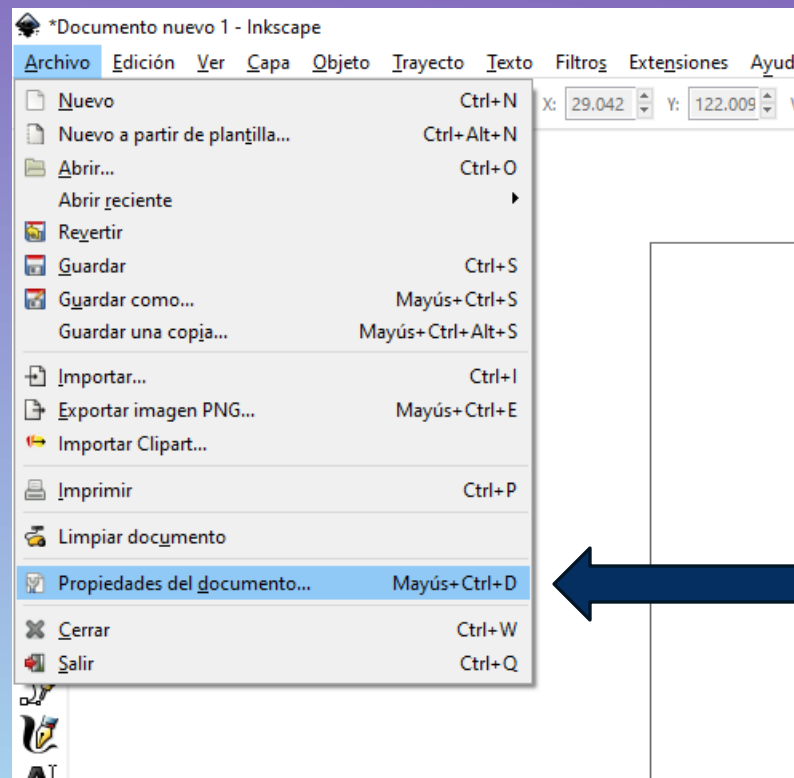 *Documento nuevo 1 - Inkscape
Archivo Edición Ver Capa Objeto Trayecto Texto Filtros Extensiones Ayud
X: 29.042 Y: 122.009
Nuevo Ctrl+N
Nuevo a partir de plantilla... Ctrl+Alt+N
Abrir... Ctrl+O
Abrir reciente
Revertir
Guardar Ctrl+S
Guardar como... Mayús+Ctrl+S
Guardar una copia... Mayús+Ctrl+Alt+S
Importar... Ctrl+I
Exportar imagen PNG... Mayús+Ctrl+E
Importar Clipart...
Imprimir Ctrl+P
Limpiar documento
Propiedades del documento... Mayús+Ctrl+D
Cerrar Ctrl+W
Salir Ctrl+Q